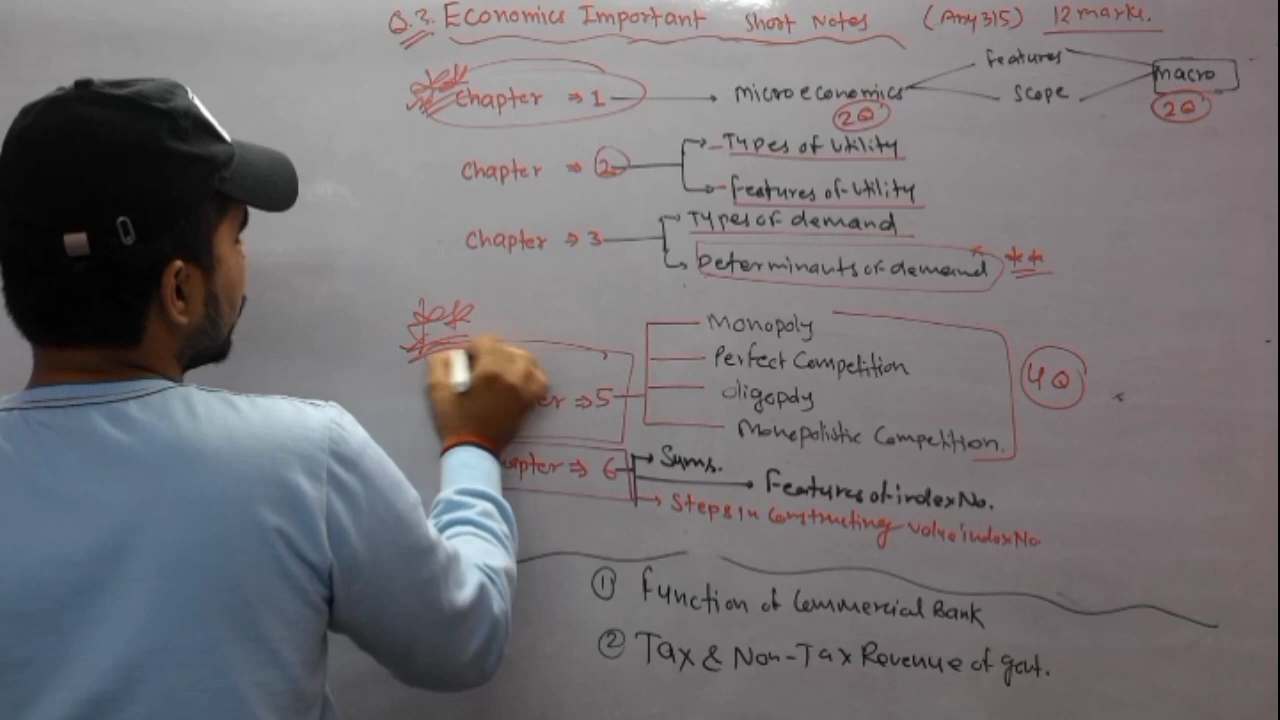 Q.3. Economics Important Short Notes (Any 3/5) 12 marks.
Chapter ⇒ 1 → microeconomics features scope macro
2Q 2Q
Chapter ⇒ 2 Types of Utility
Features of Utility
Chapter ⇒ 3 Types of demand
Determinants of demand **
Monopoly
Perfect Competition
⇒ 5 oligopoly 4Q
Monopolistic Competition.
⇒ 6 → Sums.
→ Features of index No.
→ Steps in Constructing value index No.
① Function of Commercial Bank
② Tax & Non-Tax Revenue of govt.